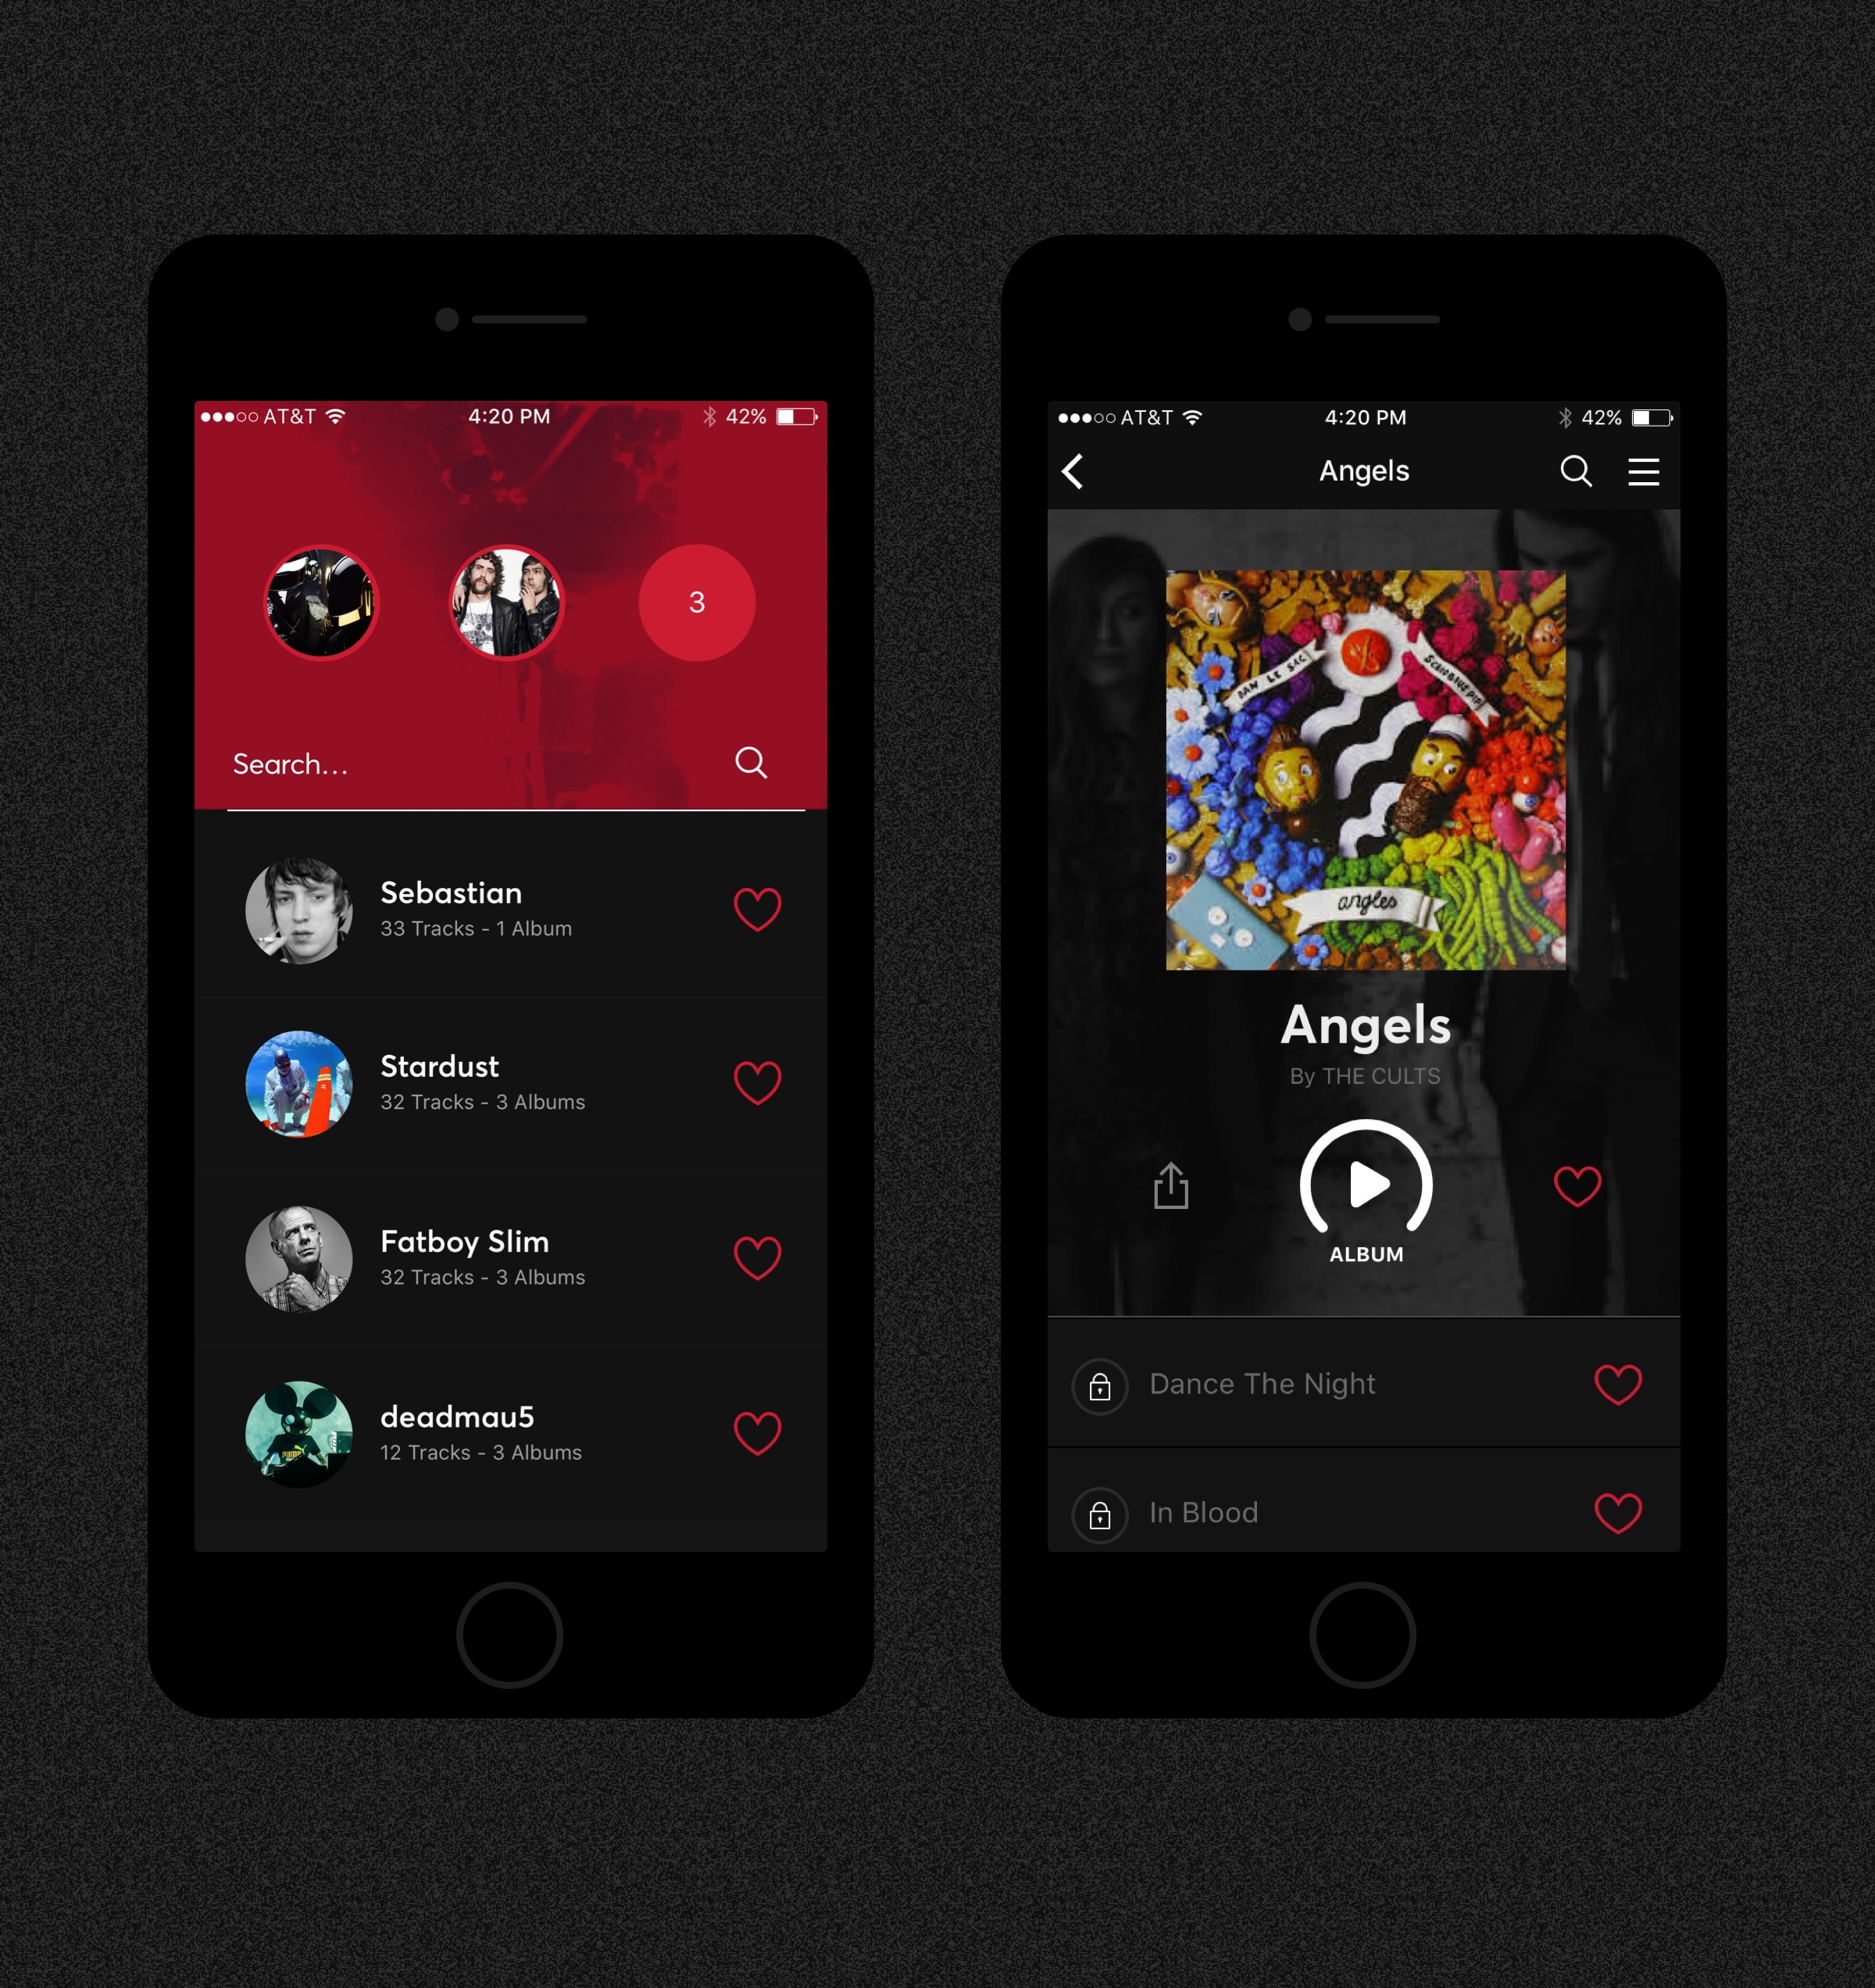 AT&T 4:20 PM 42%
3
Search...
Sebastian
33 Tracks - 1 Album
Stardust
32 Tracks - 3 Albums
Fatboy Slim
32 Tracks - 3 Albums
deadmau5
12 Tracks - 3 Albums
AT&T 4:20 PM 42%
Angels
DAN LE SAC
SCROOBIUS PIP
angles
Angels
By THE CULTS
ALBUM
Dance The Night
In Blood